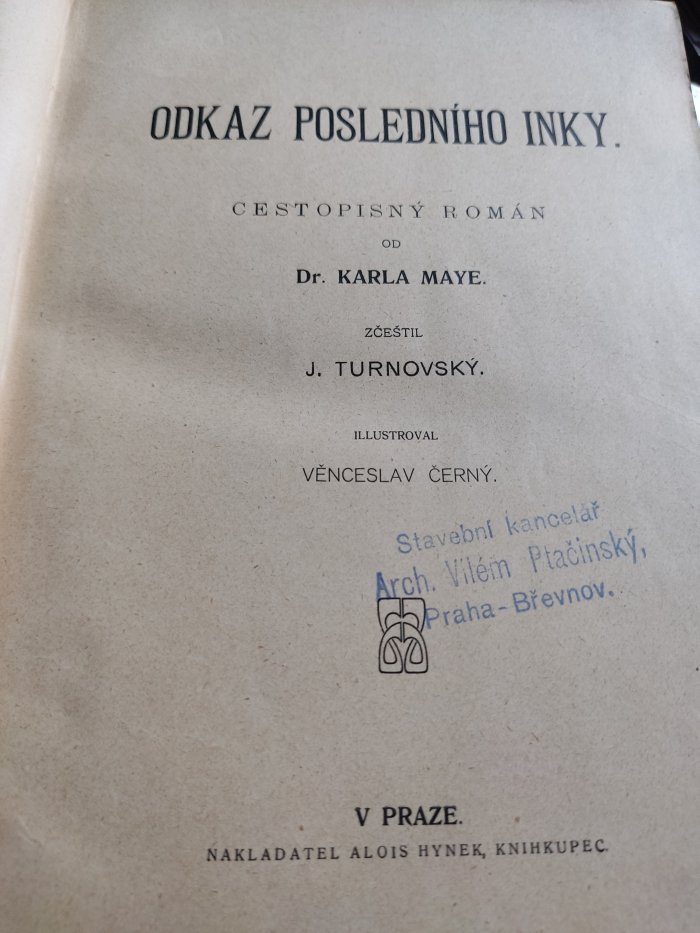 ODKAZ POSLEDNÍHO INKY.
CESTOPISNÝ ROMÁN
OD
Dr. KARLA MAYE.
ZČEŠTIL
J. TURNOVSKÝ.
ILLUSTROVAL
VĚNCESLAV ČERNÝ.
Stavební kancelář
Arch. Vilém Ptačinský,
Praha-Břevnov.
V PRAZE.
NAKLADATEL ALOIS HYNEK, KNIHKUPEC.